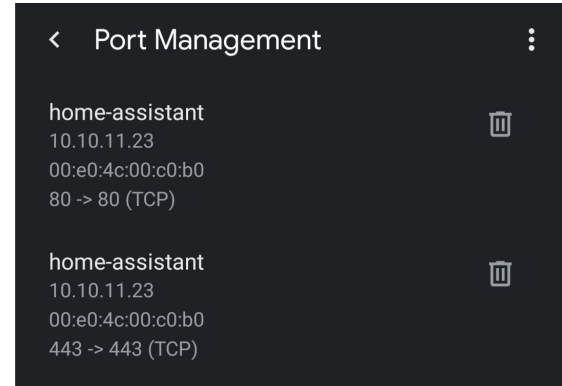 Port Management
home-assistant
10.10.11.23
00:e0:4c:00:c0:b0
80 -> 80 (TCP)
home-assistant
10.10.11.23
00:e0:4c:00:c0:b0
443 -> 443 (TCP)